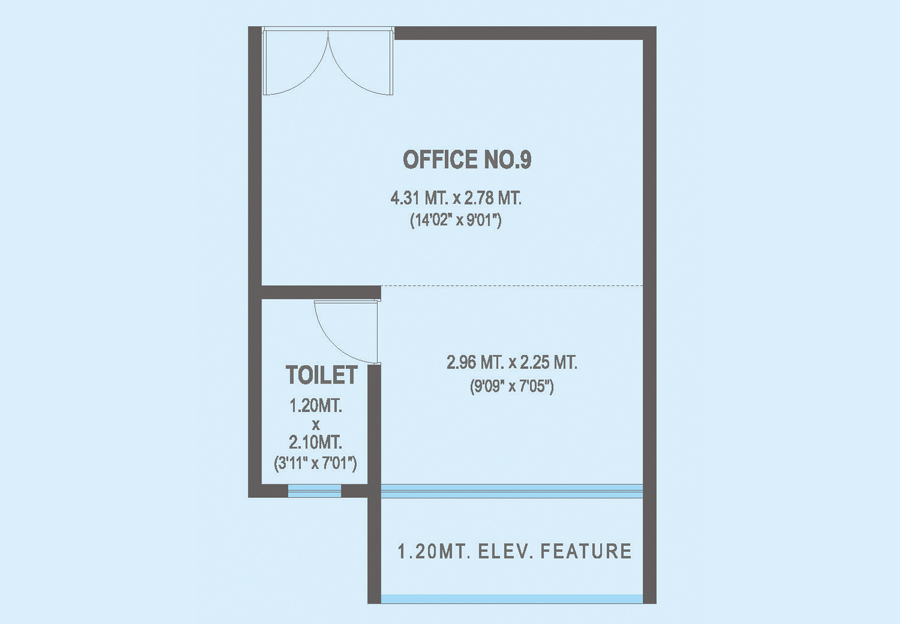 OFFICE NO.9
4.31 MT. x 2.78 MT.
(14'02" x 9'01")
2.96 MT. x 2.25 MT.
(9'09" x 7'05")
TOILET
1.20MT.
x
2.10MT.
(3'11" x 7'01")
1.20MT. ELEV. FEATURE